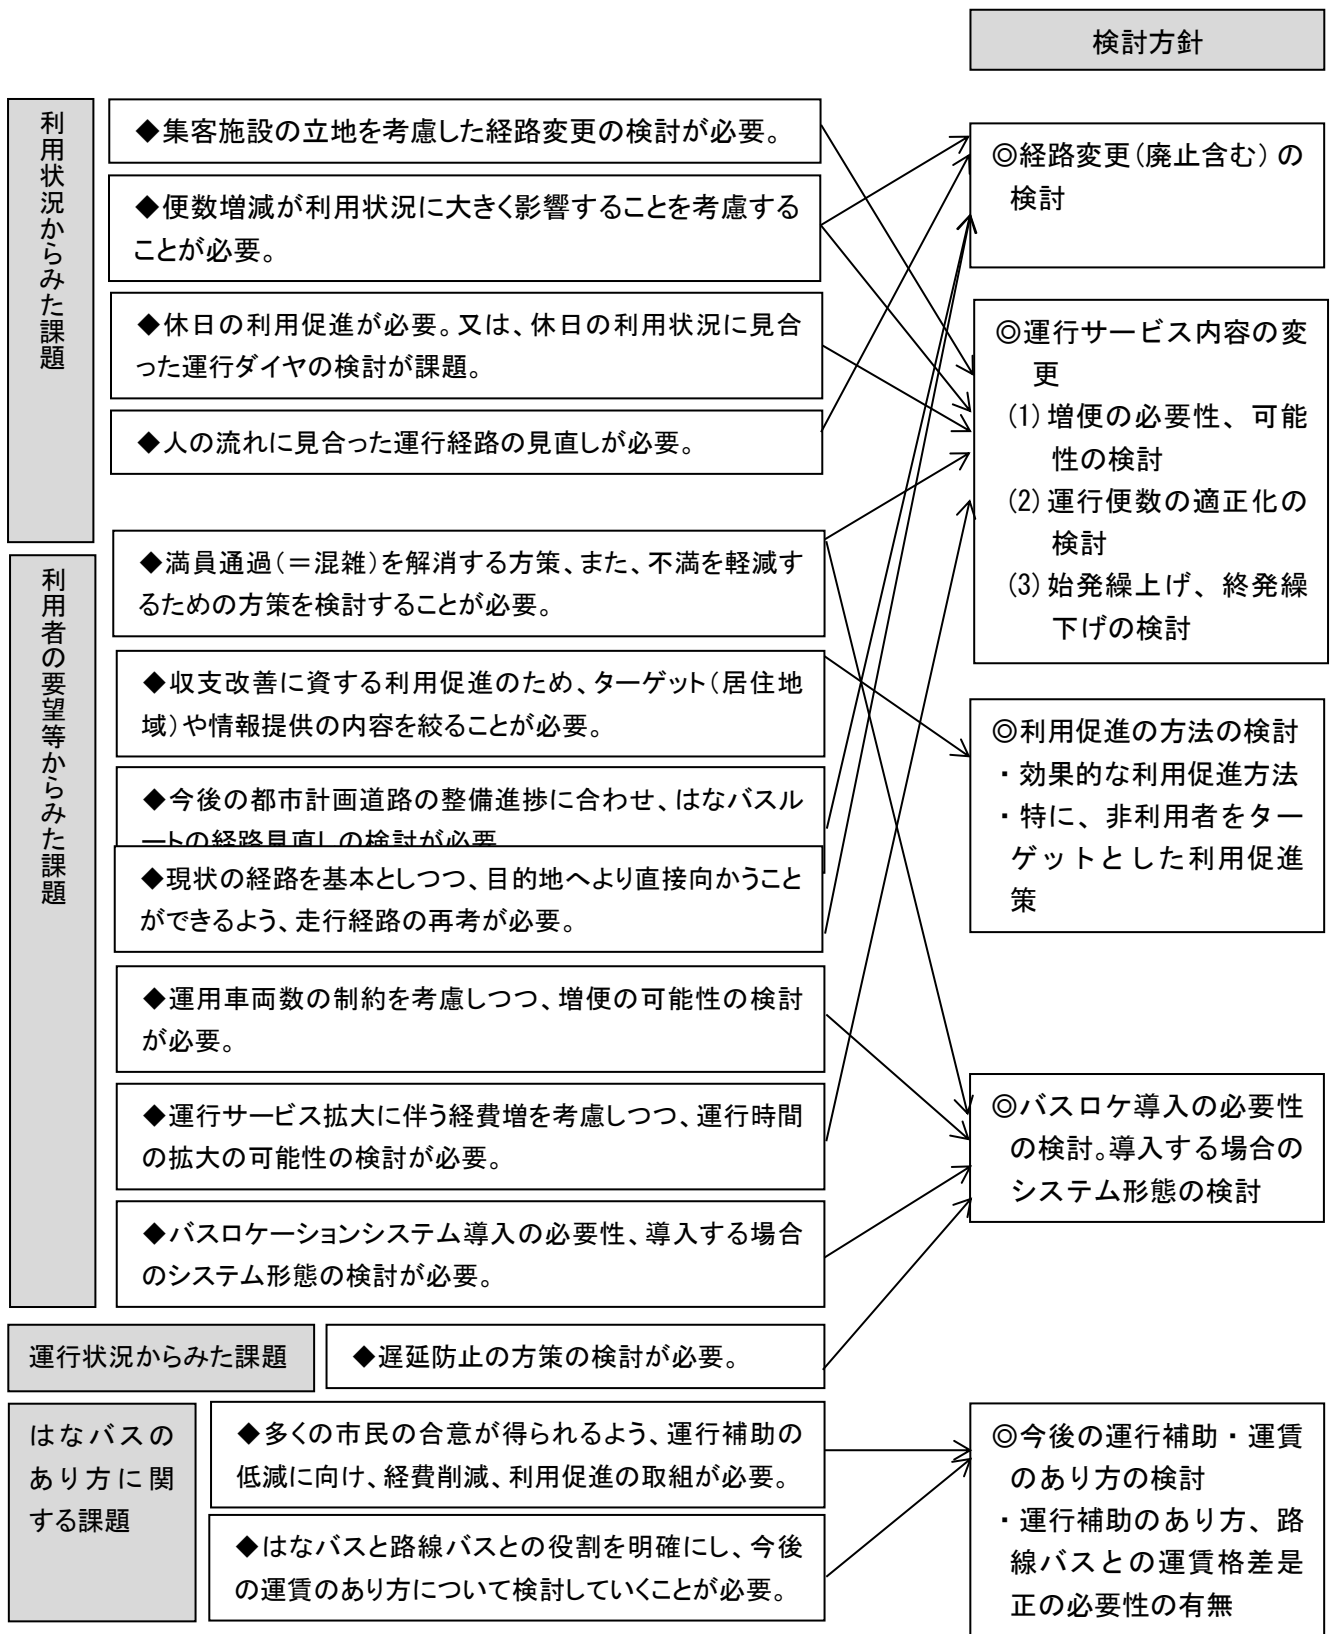 検討方針
利用状況からみた課題
◆集客施設の立地を考慮した経路変更の検討が必要。
◆便数増減が利用状況に大きく影響することを考慮する
ことが必要。
◆休日の利用促進が必要。又は、休日の利用状況に見合
った運行ダイヤの検討が課題。
◆人の流れに見合った運行経路の見直しが必要。
利用者の要望等からみた課題
◆満員通過（＝混雑）を解消する方策、また、不満を軽減す
るための方策を検討することが必要。
◆収支改善に資する利用促進のため、ターゲット（居住地
域）や情報提供の内容を絞ることが必要。
◆今後の都市計画道路の整備進捗に合わせ、はなバスル
ートの経路見直しの検討が必要
◆現状の経路を基本としつつ、目的地へより直接向かうこと
ができるよう、走行経路の再考が必要。
◆運用車両数の制約を考慮しつつ、増便の可能性の検討
が必要。
◆運行サービス拡大に伴う経費増を考慮しつつ、運行時間
の拡大の可能性の検討が必要。
◆バスロケーションシステム導入の必要性、導入する場合
のシステム形態の検討が必要。
運行状況からみた課題
◆遅延防止の方策の検討が必要。
はなバスの
あり方に関
する課題
◆多くの市民の合意が得られるよう、運行補助の
低減に向け、経費削減、利用促進の取組が必要。
◆はなバスと路線バスとの役割を明確にし、今後
の運賃のあり方について検討していくことが必要。
◎経路変更（廃止含む）の
検討
◎運行サービス内容の変
更
(1)増便の必要性、可能
性の検討
(2)運行便数の適正化の
検討
(3)始発繰上げ、終発繰
下げの検討
◎利用促進の方法の検討
・効果的な利用促進方法
・特に、非利用者をター
ゲットとした利用促進
策
◎バスロケ導入の必要性
の検討。導入する場合の
システム形態の検討
◎今後の運行補助・運賃
のあり方の検討
・運行補助のあり方、路
線バスとの運賃格差是
正の必要性の有無